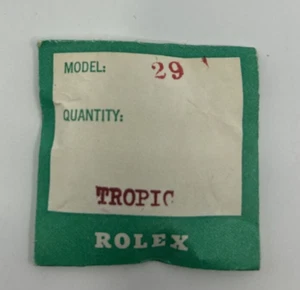 MODEL: 29
QUANTITY:
TROPIC
ROLEX